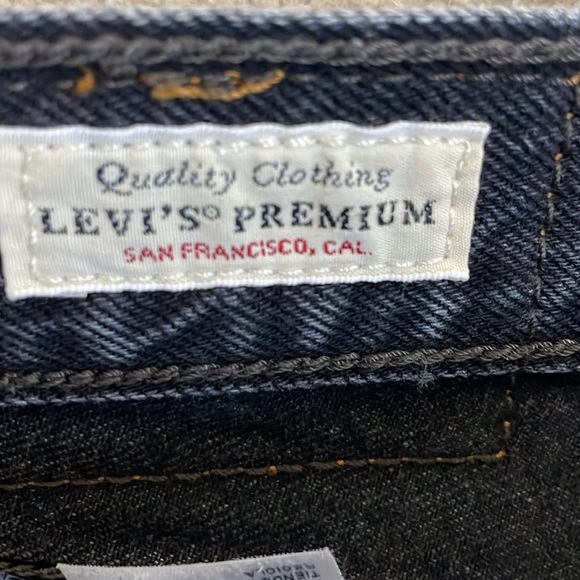 Quality Clothing
LEVI'S® PREMIUM
SAN FRANCISCO, CAL.